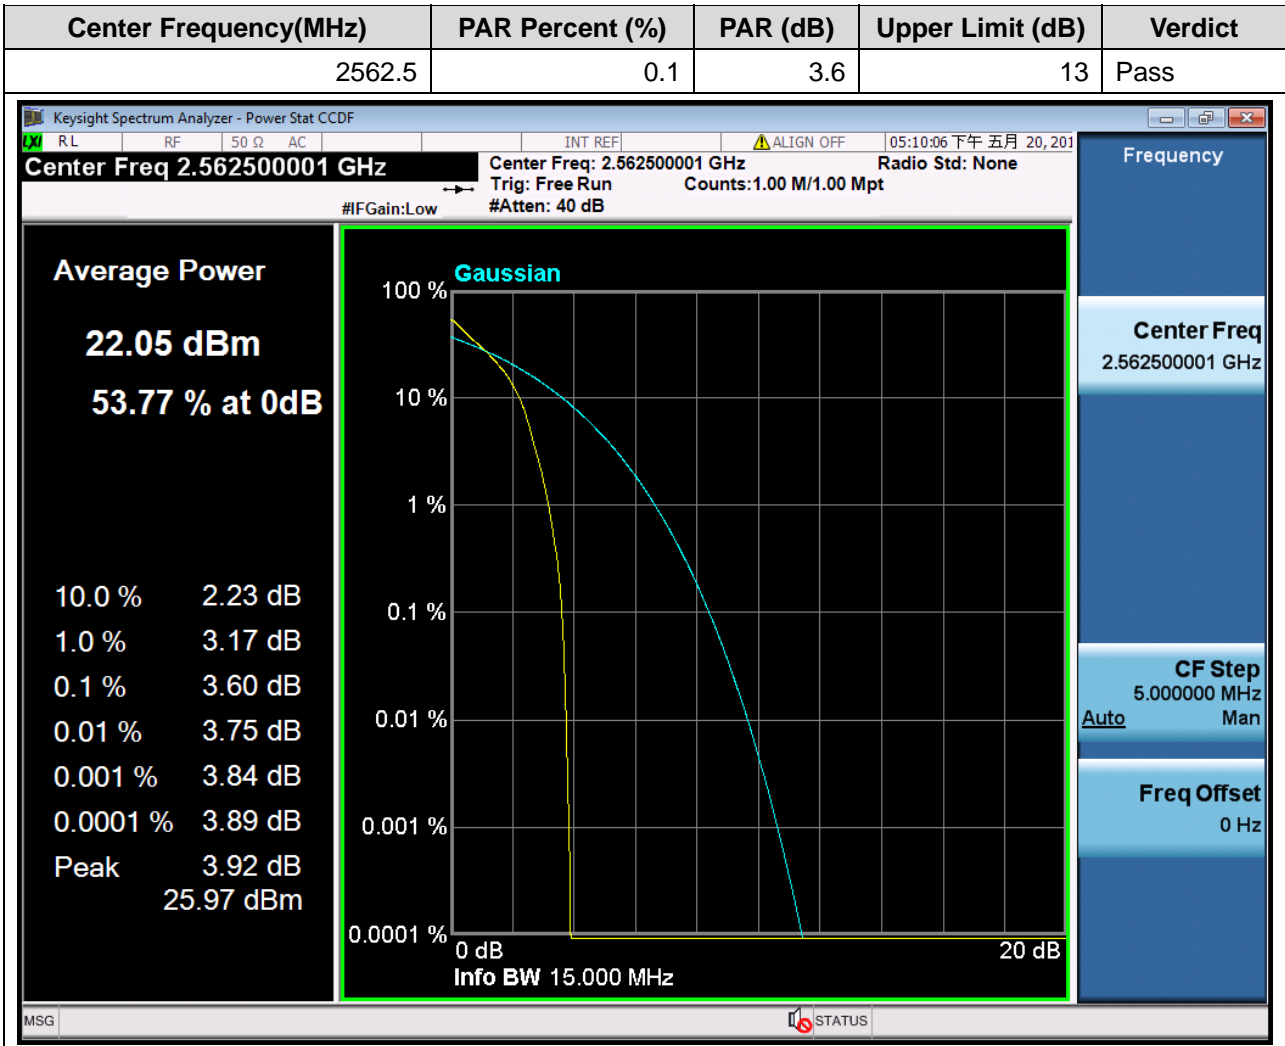 Center Frequency(MHz) PAR Percent (%) PAR (dB) Upper Limit (dB) Verdict
2562.5 0.1 3.6 13 Pass
Keysight Spectrum Analyzer - Power Stat CCDF
LXI RL RF 50 Ω AC INT REF ALIGN OFF 05:10:06 下午 五月 20, 201
Center Freq 2.562500001 GHz
Center Freq: 2.562500001 GHz Radio Std: None
Trig: Free Run Counts:1.00 M/1.00 Mpt
#IFGain:Low #Atten: 40 dB
Frequency
Average Power
22.05 dBm
53.77 % at 0dB
10.0 % 2.23 dB
1.0 % 3.17 dB
0.1 % 3.60 dB
0.01 % 3.75 dB
0.001 % 3.84 dB
0.0001 % 3.89 dB
Peak 3.92 dB
25.97 dBm
Gaussian
100 %
10 %
1 %
0.1 %
0.01 %
0.001 %
0.0001 %
0 dB 20 dB
Info BW 15.000 MHz
Center Freq
2.562500001 GHz
CF Step
5.000000 MHz
Auto Man
Freq Offset
0 Hz
MSG STATUS